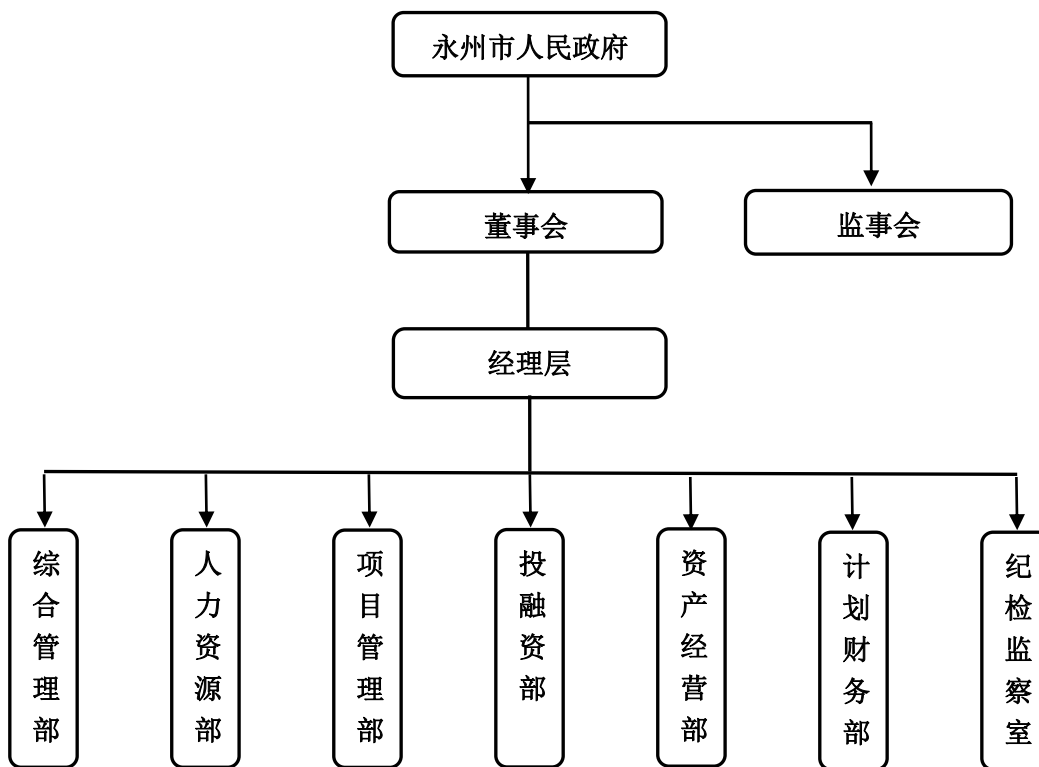 永州市人民政府
董事会
监事会
经理层
综合管理部
人力资源部
项目管理部
投融资部
资产经营部
计划财务部
纪检监察室